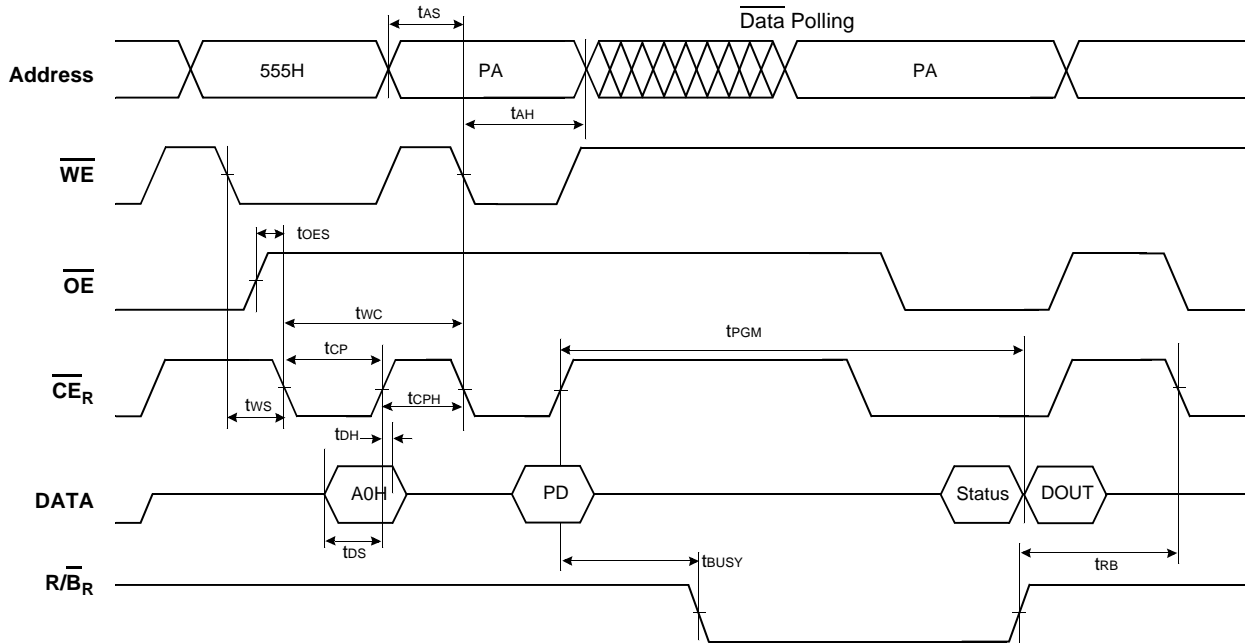 tAS
Data Polling
Address
555H
PA
PA
tAH
WE
tOES
OE
tWC
tPGM
tCP
CER
tWS
tCPH
tDH
DATA
A0H
PD
Status
DOUT
tDS
tBUSY
tRB
R/BR